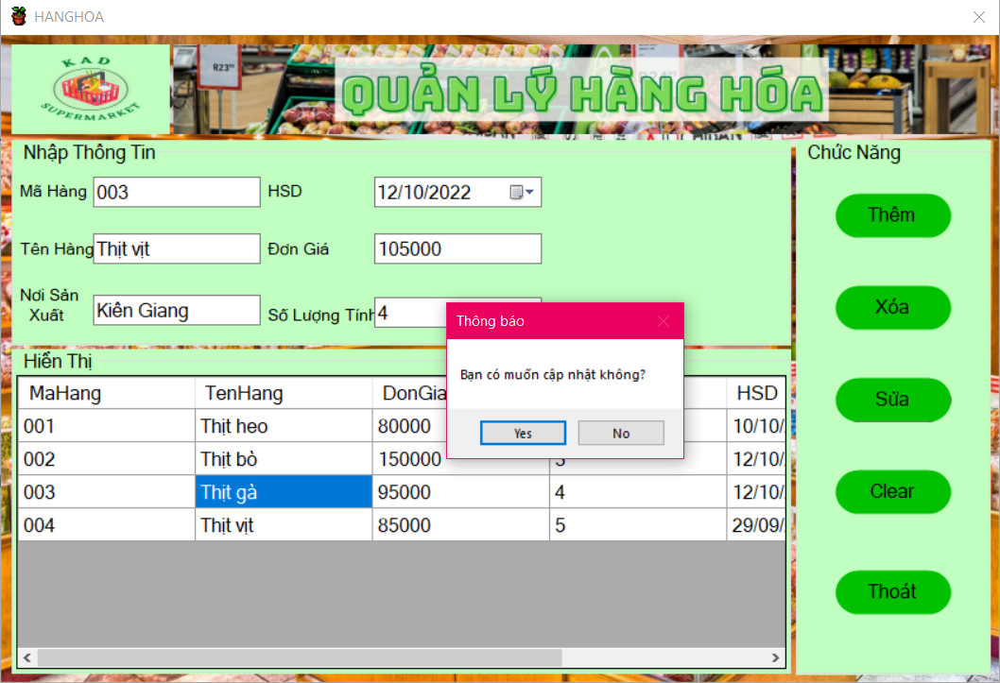 HANGHOA
KAD
SUPERMARKET
R23
QUẢN LÝ HÀNG HÓA
Nhập Thông Tin
Mã Hàng 003 HSD 12/10/2022
Tên Hàng Thịt vịt Đơn Giá 105000
Nơi Sản Xuất Kiên Giang Số Lượng Tính 4
Hiển Thị
MaHang TenHang DonGia HSD
001 Thịt heo 80000 10/10/
002 Thịt bò 150000 12/10/
003 Thịt gà 95000 4 12/10/
004 Thịt vịt 85000 5 29/09/
Thông báo
Bạn có muốn cập nhật không?
Yes No
Chức Năng
Thêm
Xóa
Sửa
Clear
Thoát